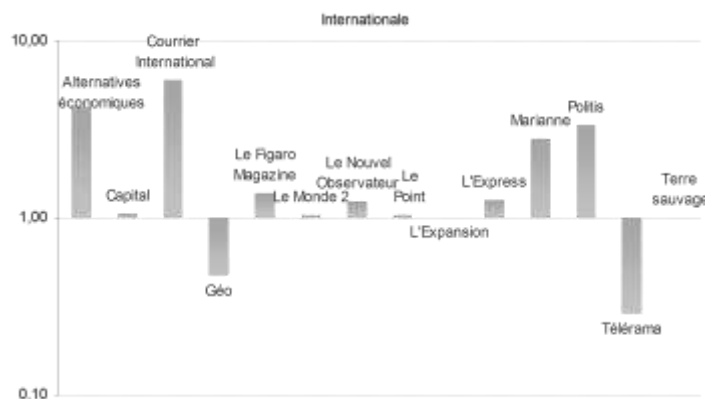 Internationale
10,00
Courrier
International
Alternatives
économiques
Politis
Marianne
Le Figaro
Magazine
Le Nouvel
Observateur
Le
Point
L'Express
Terre
sauvage
Capital
Le Monde 2
1,00
L'Expansion
Géo
Télérama
0,10